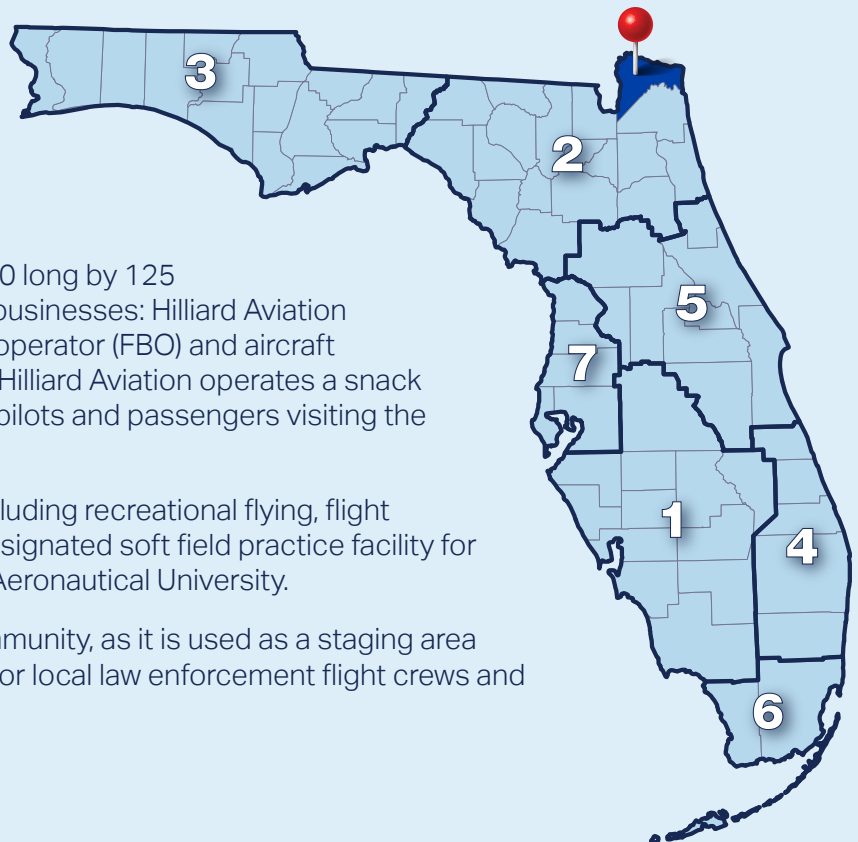 3
2
0 long by 125
businesses: Hilliard Aviation
5
operator (FBO) and aircraft
7
Hilliard Aviation operates a snack
pilots and passengers visiting the
cluding recreational flying, flight
1
signated soft field practice facility for
4
Aeronautical University.
mmunity, as it is used as a staging area
or local law enforcement flight crews and
6